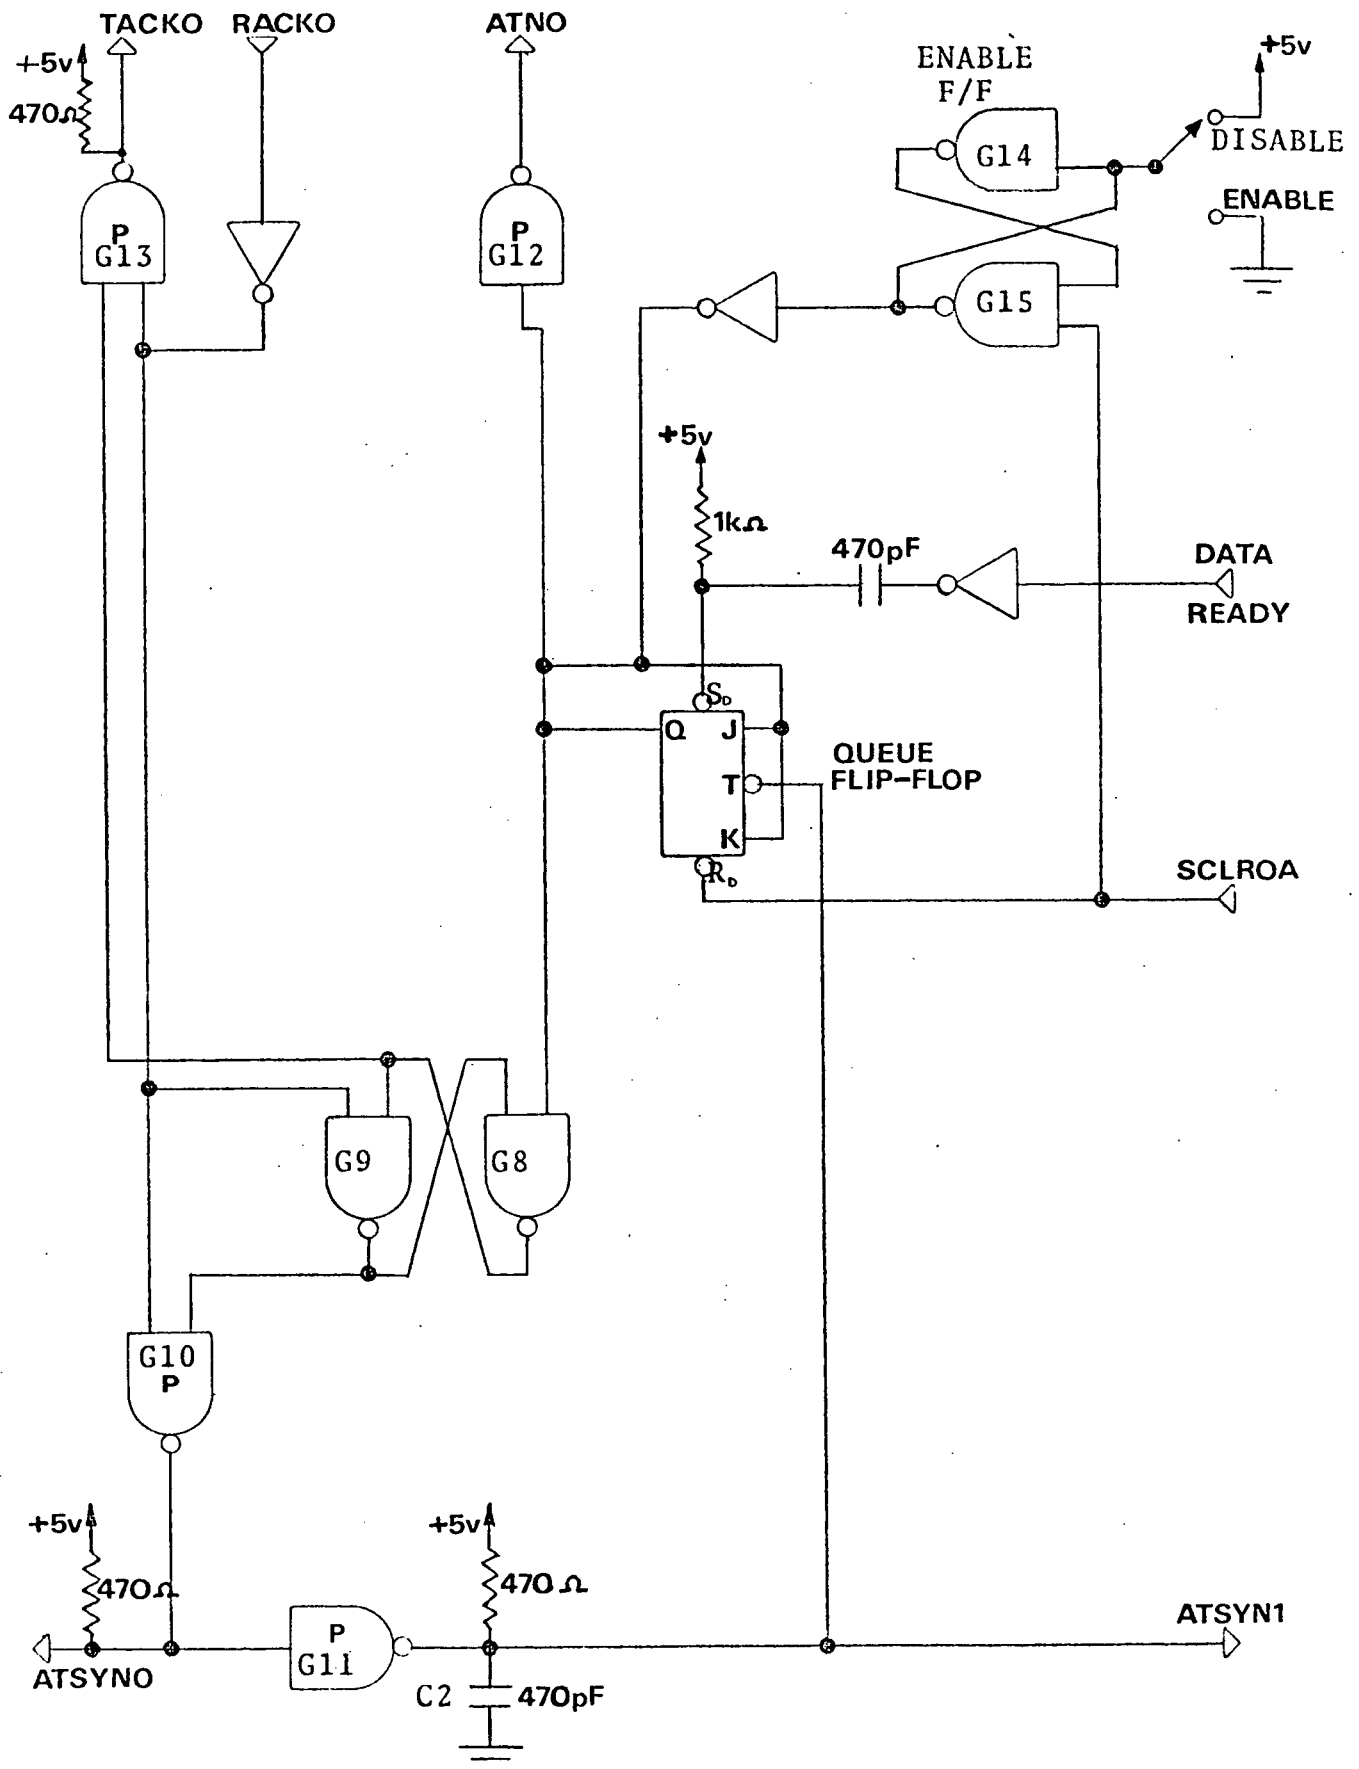 TACKO RACKO ATNO
+5v
470Ω
ENABLE
F/F
+5v
DISABLE
ENABLE
G14
P
G13
P
G12
G15
+5v
1kΩ
470pF
DATA
READY
SD
Q J
T
K
RD
QUEUE
FLIP-FLOP
SCLROA
G9
G8
G10
P
+5v
470Ω
+5v
470Ω
ATSYN1
P
G11
ATSYNO
C2
470pF